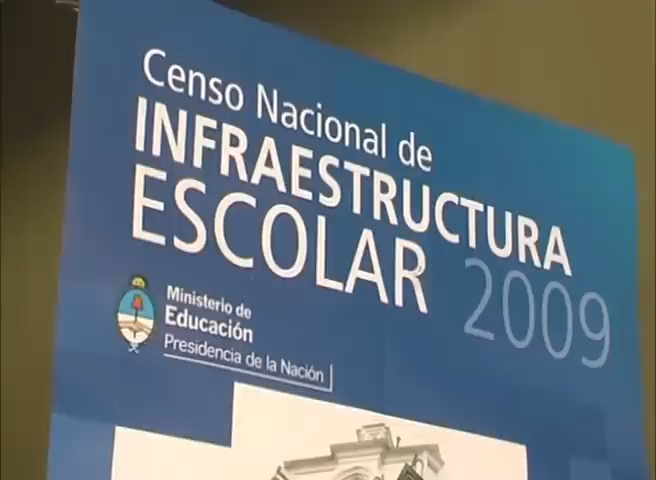 Censo Nacional de
INFRAESTRUCTURA
ESCOLAR 2009
Ministerio de
Educación
Presidencia de la Nación